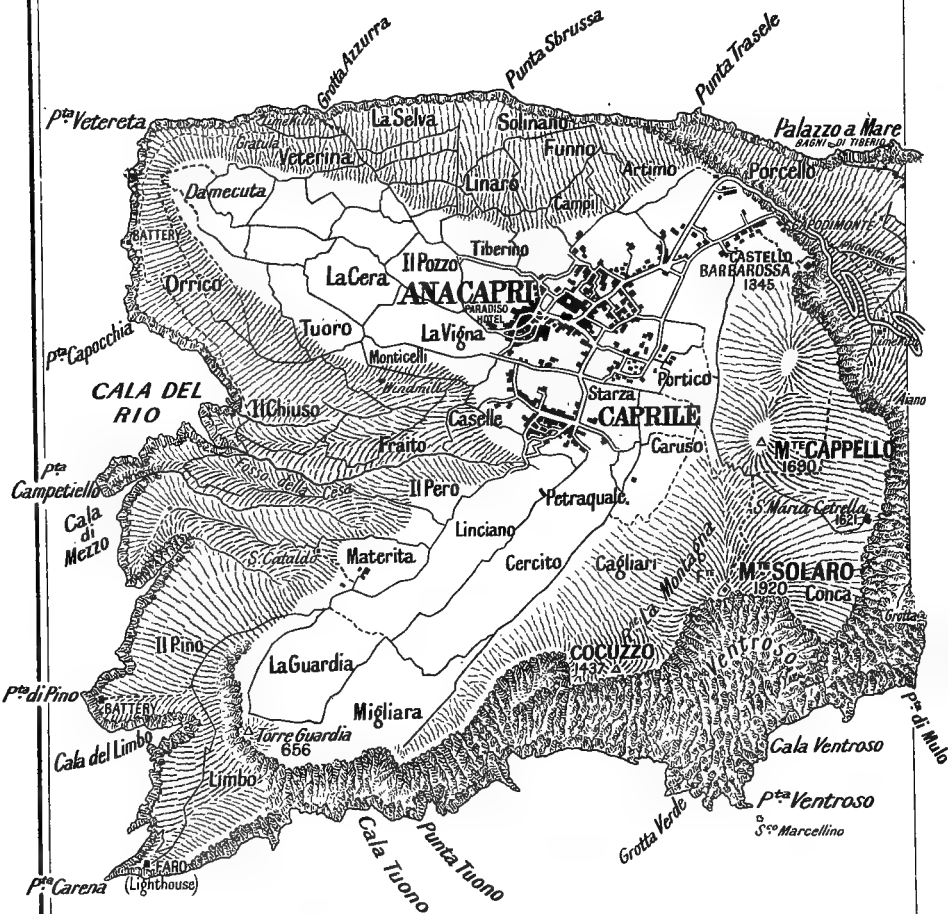 Grotta Azzurra
Punta Sbrussa
Punta Trasele
Pta Vetereta
La Selva
Solinano
Palazzo a Mare
BAGNI DI TIBERIO
Gratula
Veterina
Funno
Artimo
Porcello
Damecuta
Linaro
Campi
PODIMONTE
PHOENICIAN
STEPS
BATTERY
Tiberino
Il Pozzo
CASTELLO
BARBAROSSA
1345
La Cera
Orrico
ANACAPRI
PARADISO
HOTEL
Tuoro
La Vigna
Limekiln
Pta Capocchia
Monticelli
Windmill
Portico
CALA DEL
RIO
Starza
Aiano
Il Chiuso
Caselle
CAPRILE
Fraito
Caruso
Mte CAPPELLO
1690
Pta
Campetiello
Cesa
Il Pero
Petraquale
S. Maria Cetrella
1621
Cala
di
Mezzo
Linciano
S. Cataldo
Materita
Cercito
Cagliari
La Montagna
Mte SOLARO
1920
Conca
Grotta
Il Pino
COCUZZO
1437
Ventroso
La Guardia
Pta di Pino
BATTERY
Migliara
Pta di Mulo
Torre Guardia
656
Cala del Limbo
Cala Ventroso
Limbo
Pta Ventroso
Grotta Verde
Sco Marcellino
Cala Tuono
Punta Tuono
FARO
(Lighthouse)
Pta Carena